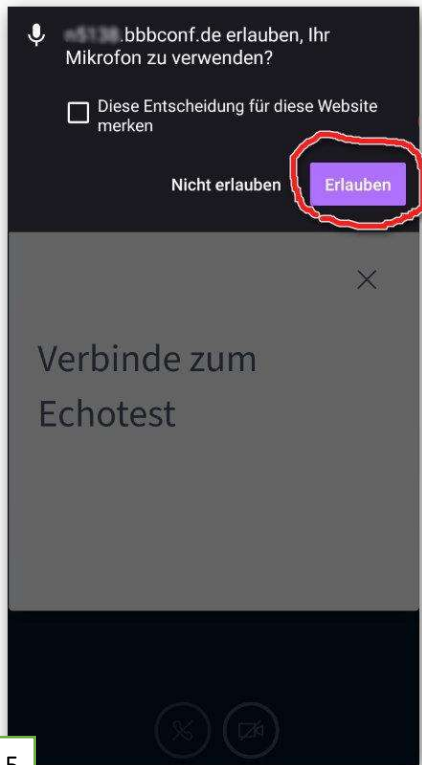 .bbbconf.de erlauben, Ihr
Mikrofon zu verwenden?
Diese Entscheidung für diese Website
merken
Nicht erlauben Erlauben
Verbinde zum
Echotest
5